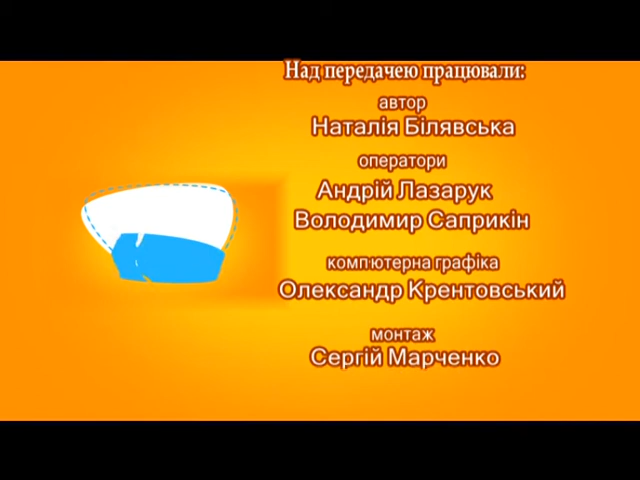 Над передачею працювали:
автор
Наталія Білявська
оператори
Андрій Лазарук
Володимир Саприкін
комп'ютерна графіка
Олександр Крентовський
монтаж
Сергій Марченко